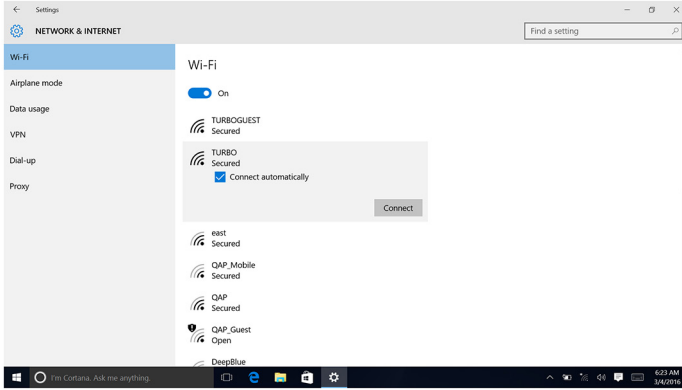 Settings
NETWORK & INTERNET
Find a setting
Wi-Fi
Airplane mode
Data usage
VPN
Dial-up
Proxy
Wi-Fi
On
TURBOGUEST
Secured
TURBO
Secured
Connect automatically
Connect
east
Secured
QAP_Mobile
Secured
QAP
Secured
QAP_Guest
Open
DeepBlue
I'm Cortana. Ask me anything.
6:23 AM
3/4/2016